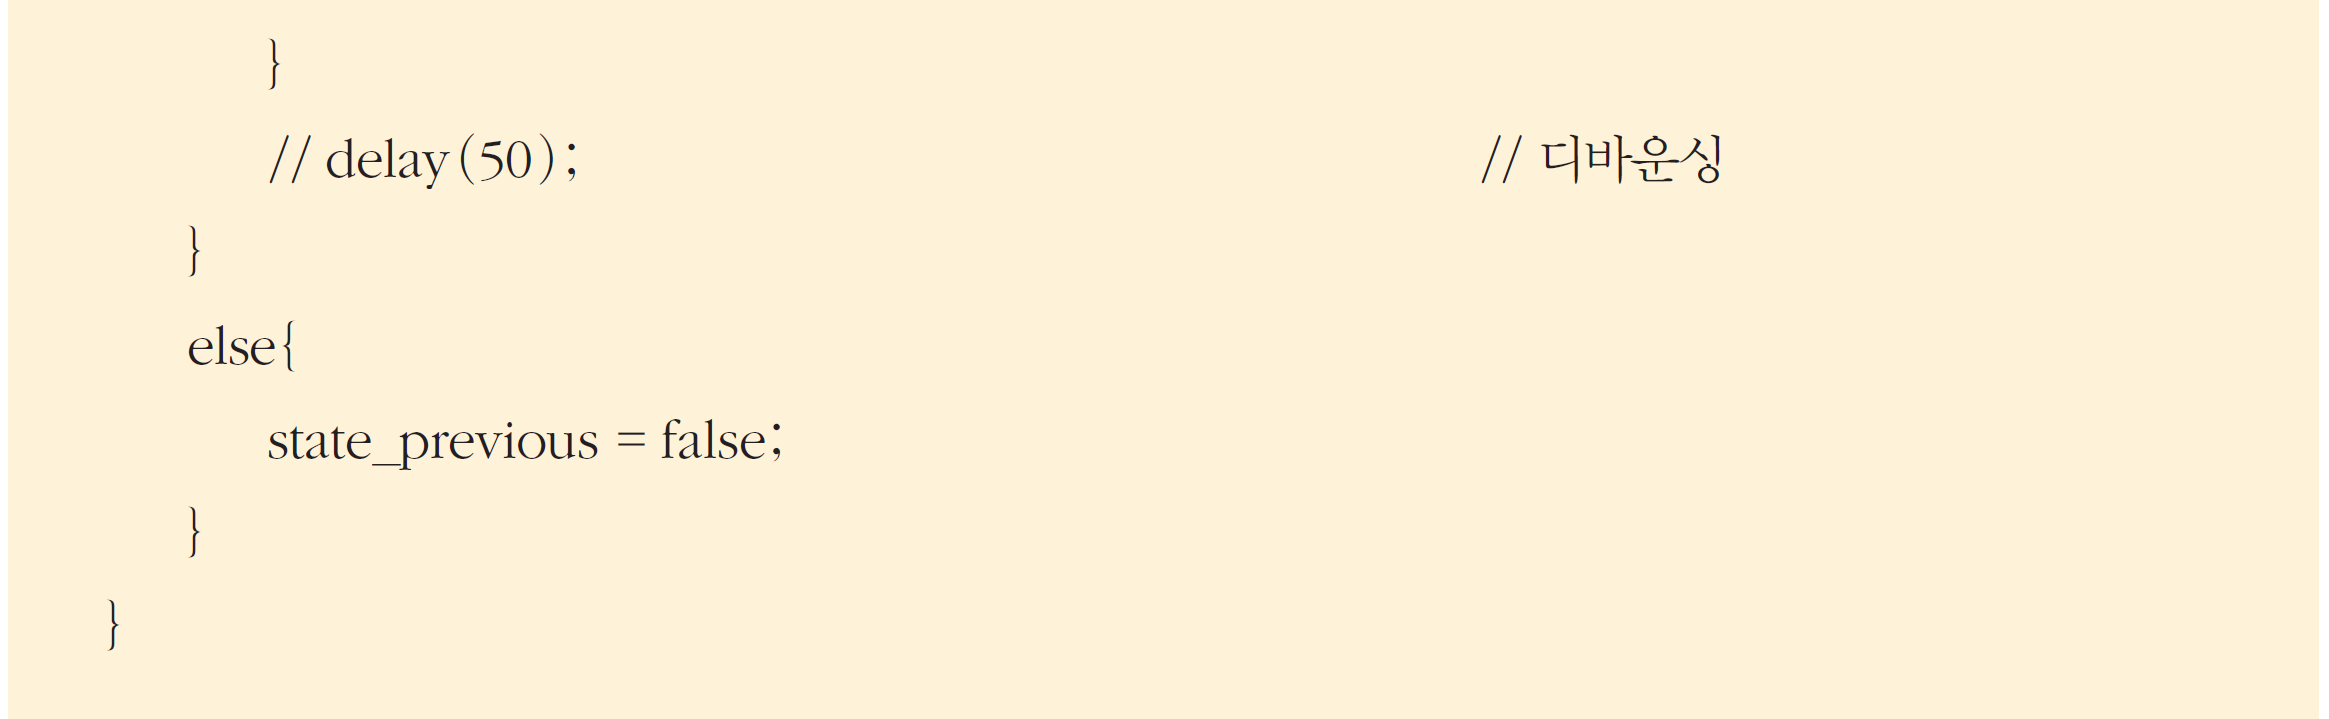 }
// delay(50); // 디바운싱
}
else{
state_previous = false;
}
}